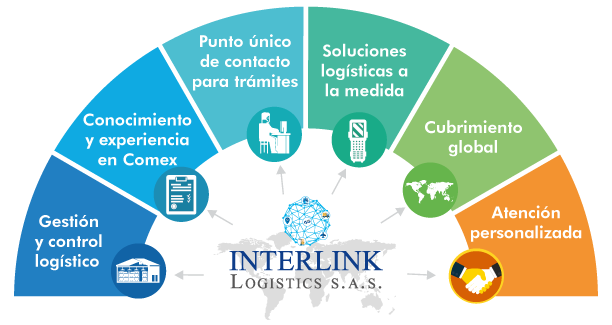 Gestión
y control
logístico
Conocimiento
y experiencia
en Comex
Punto único
de contacto
para trámites
Soluciones
logísticas a
la medida
Cubrimiento
global
Atención
personalizada
INTERLINK
LOGISTICS S.A.S.